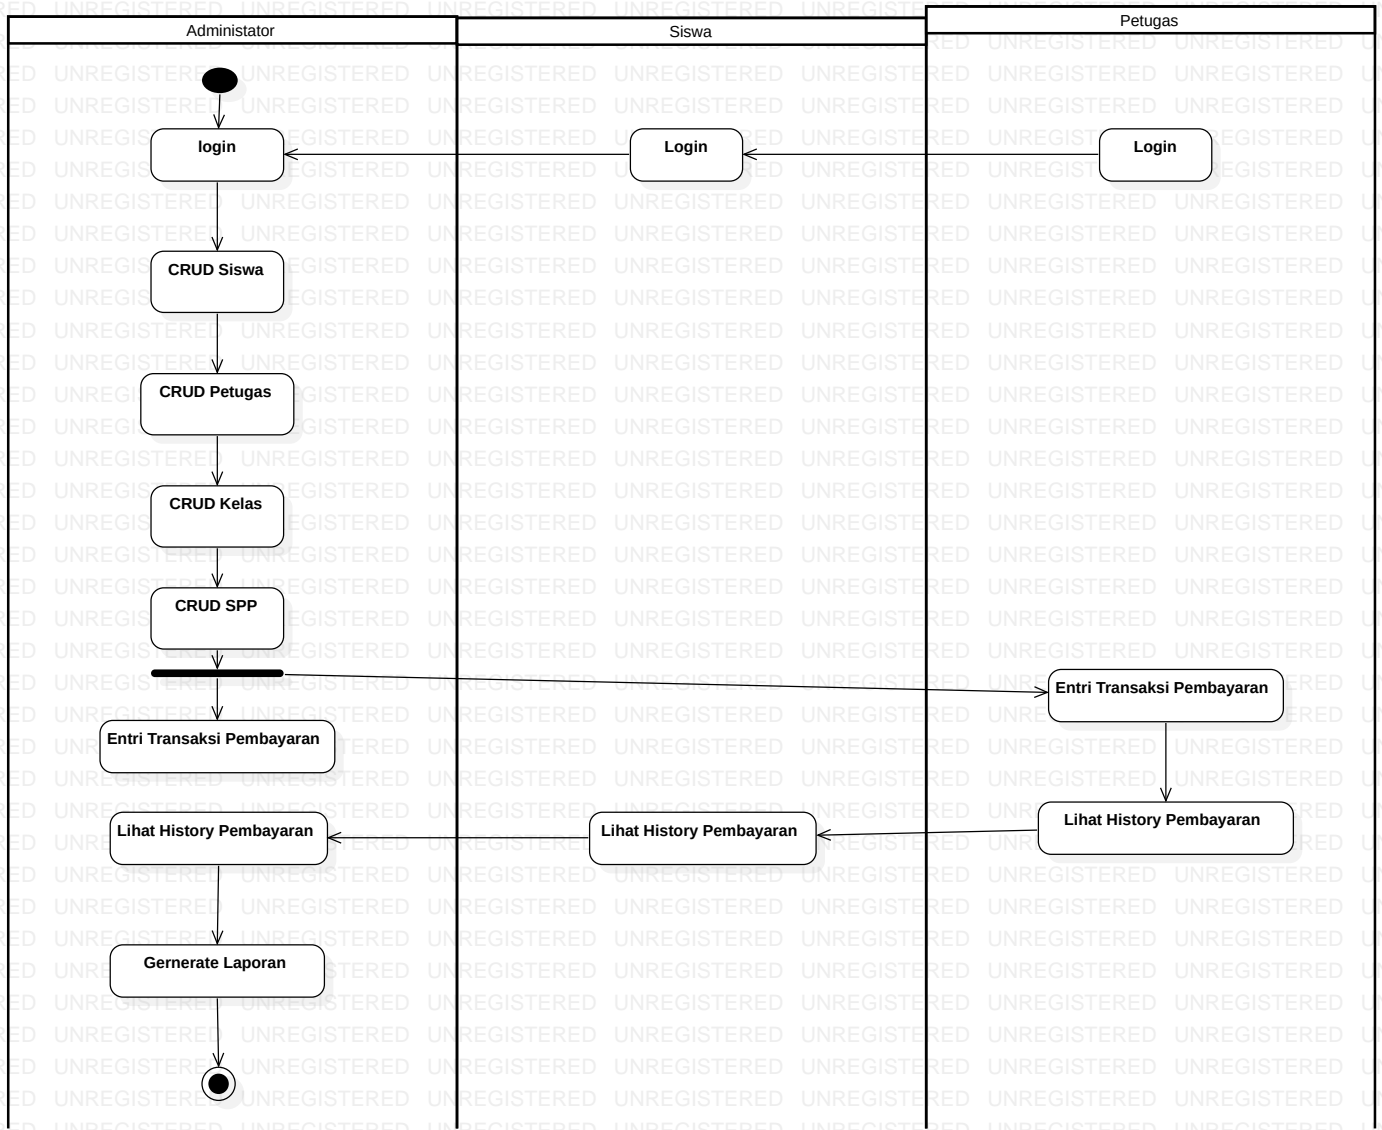 Administator
Siswa
Petugas
login
Login
Login
CRUD Siswa
CRUD Petugas
CRUD Kelas
CRUD SPP
Entri Transaksi Pembayaran
Entri Transaksi Pembayaran
Lihat History Pembayaran
Lihat History Pembayaran
Lihat History Pembayaran
Gernerate Laporan
UNREGISTERED